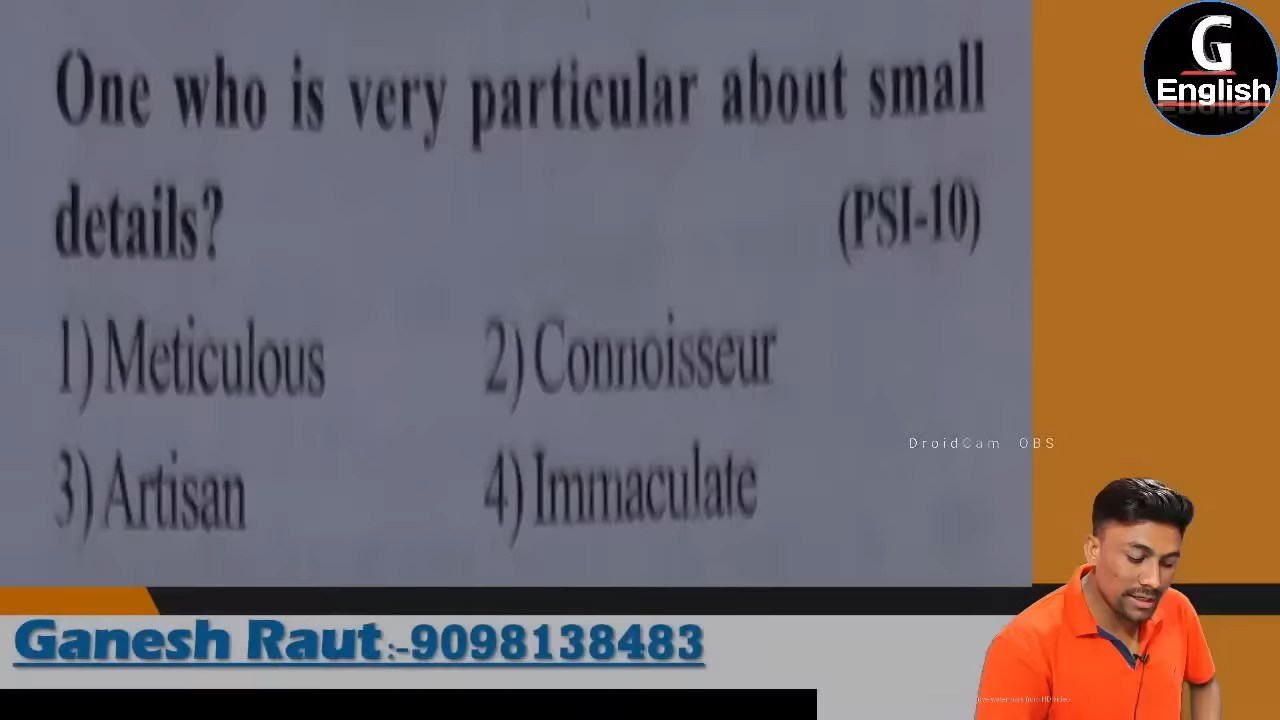 One who is very particular about small
details? (PSI-10)
1) Meticulous 2) Connoisseur
3) Artisan 4) Immaculate
G
English
DroidCam OBS
Ganesh Raut:-9098138483